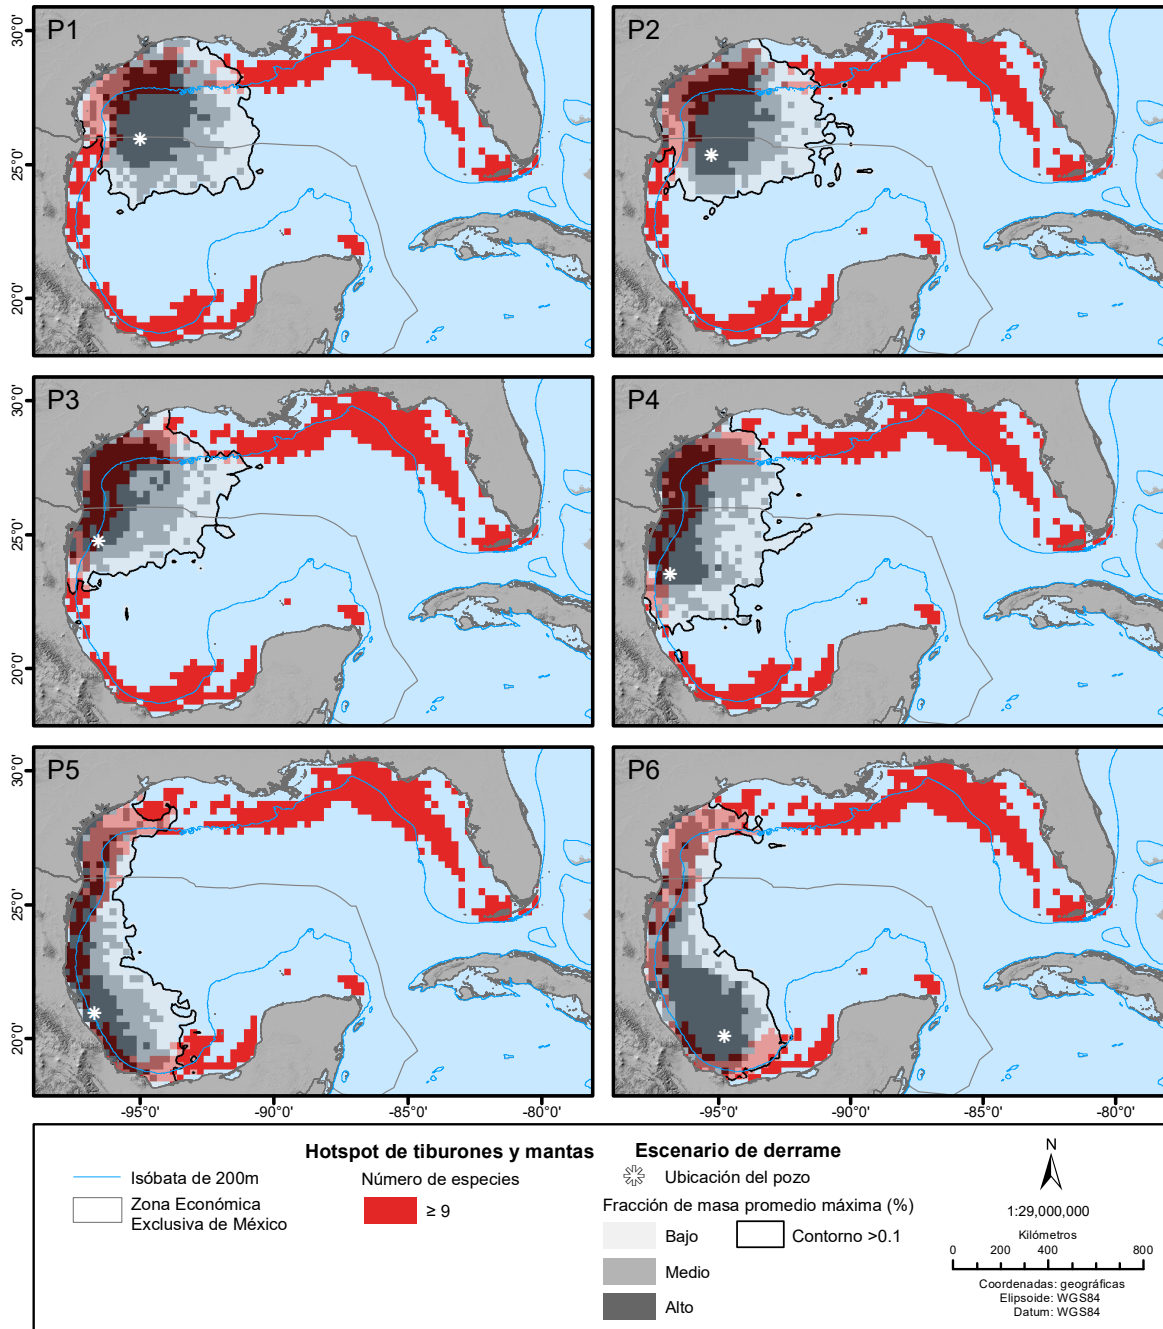 P1
P2
30°0'
25°0'
20°0'
P3
P4
30°0'
25°0'
20°0'
P5
P6
30°0'
25°0'
20°0'
-95°0'
-90°0'
-85°0'
-80°0'
-95°0'
-90°0'
-85°0'
-80°0'
Isóbata de 200m
Zona Económica
Exclusiva de México
Hotspot de tiburones y mantas
Número de especies
≥ 9
Escenario de derrame
Ubicación del pozo
Fracción de masa promedio máxima (%)
Bajo
Contorno >0.1
Medio
Alto
N
1:29,000,000
Kilómetros
0 200 400 800
Coordenadas: geográficas
Elipsoide: WGS84
Datum: WGS84